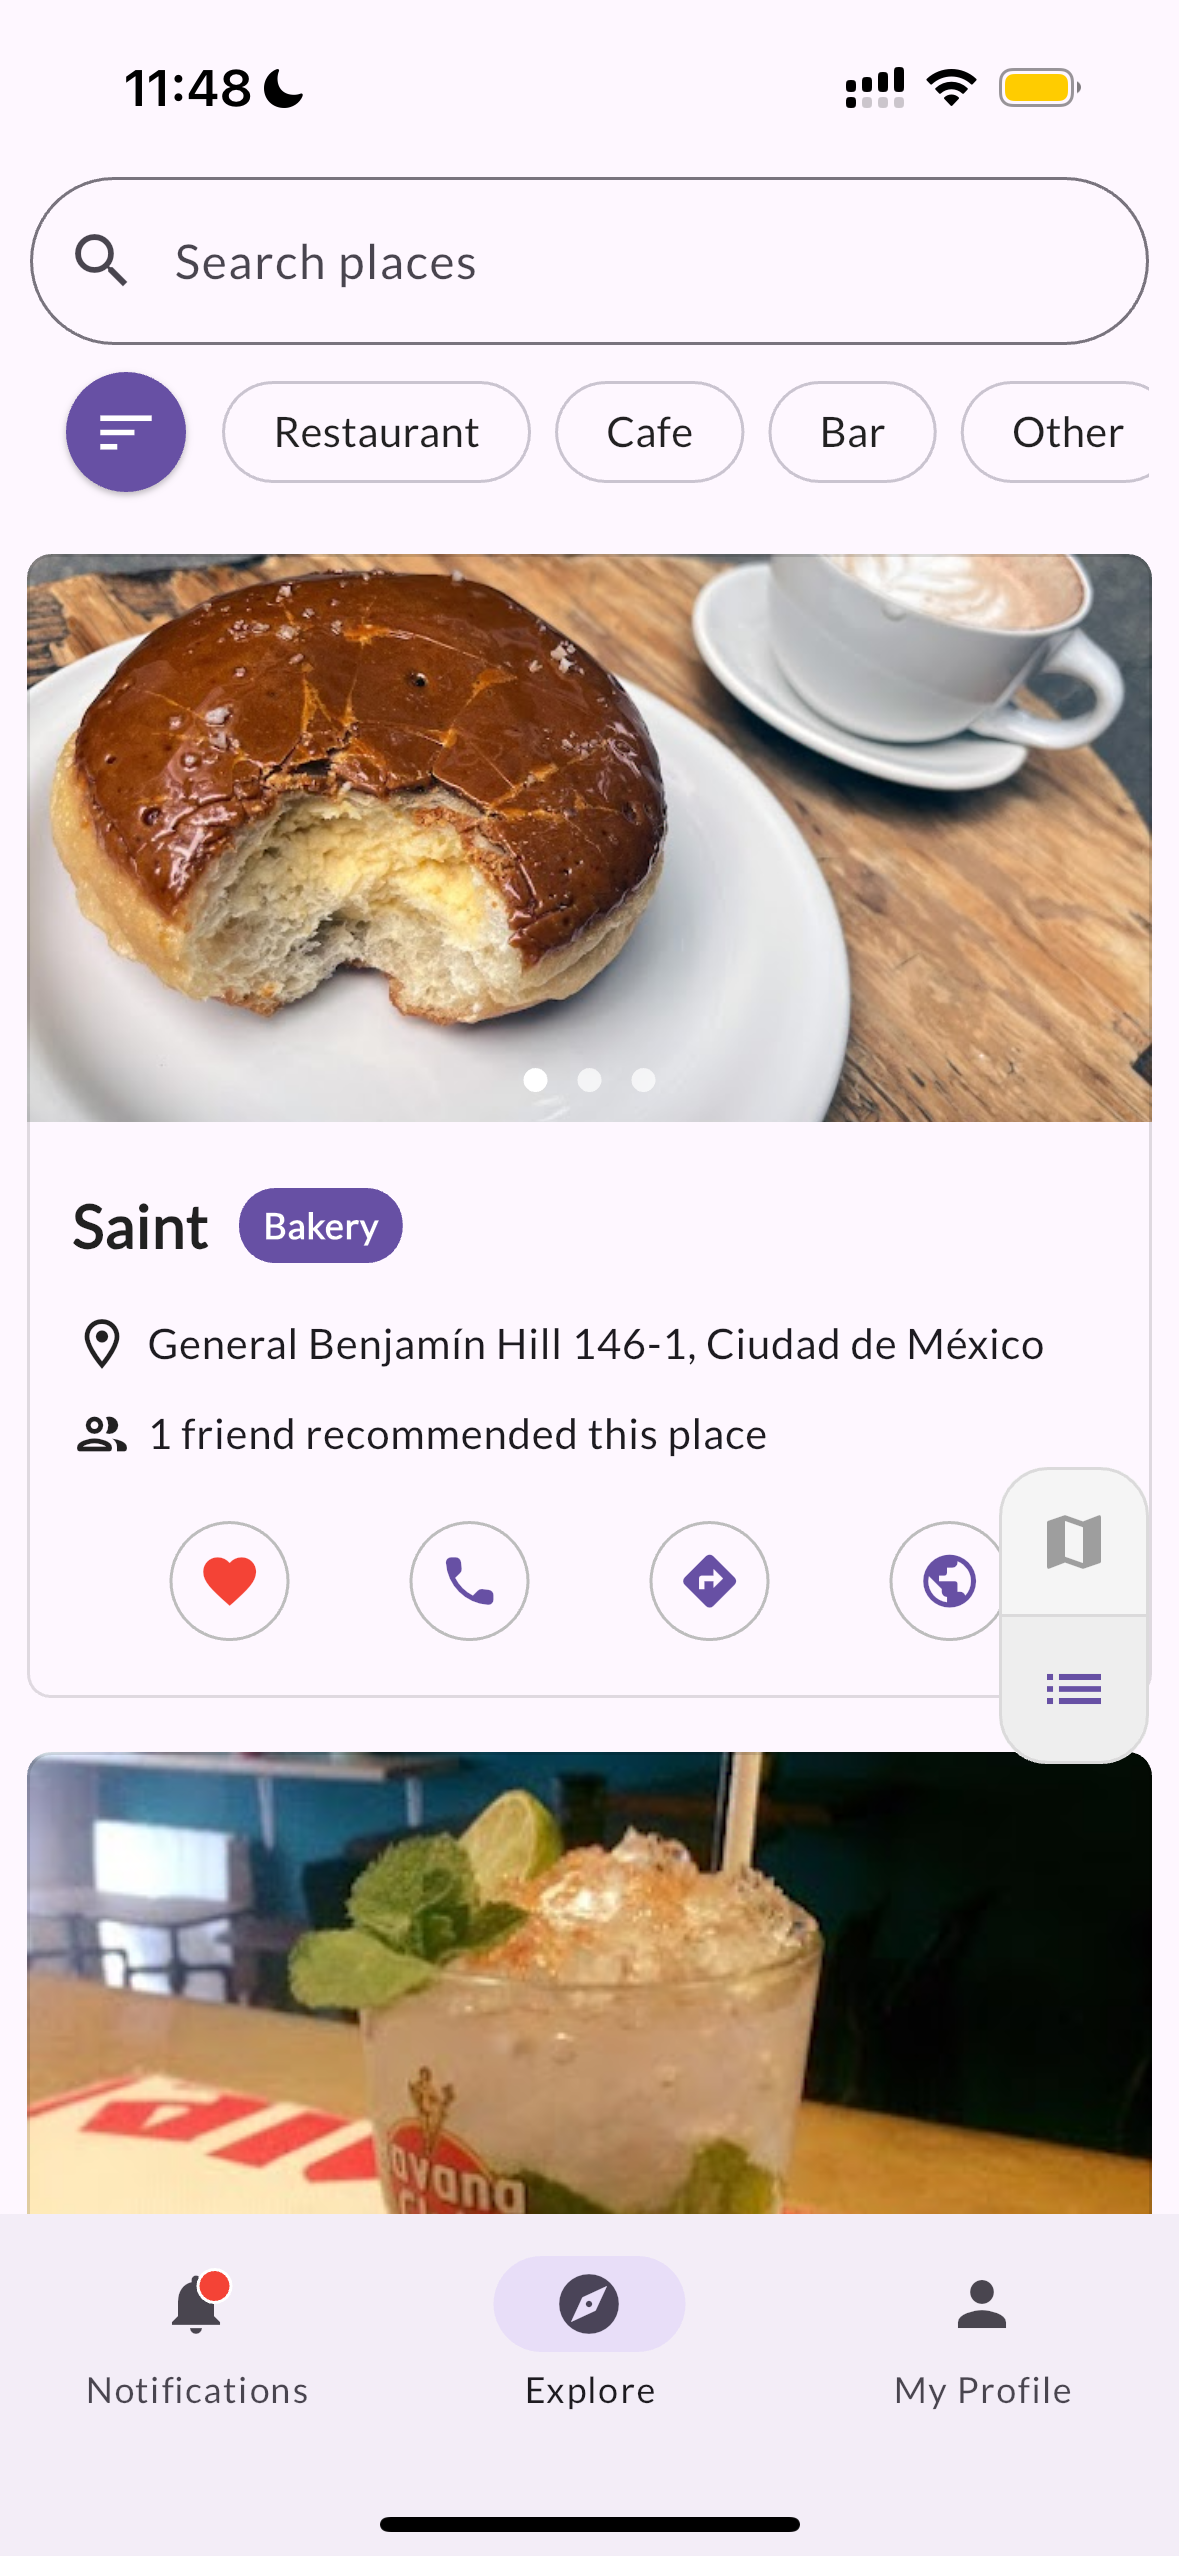 11:48
Search places
Restaurant
Cafe
Bar
Other
Saint
Bakery
General Benjamín Hill 146-1, Ciudad de México
1 friend recommended this place
avana
Notifications
Explore
My Profile